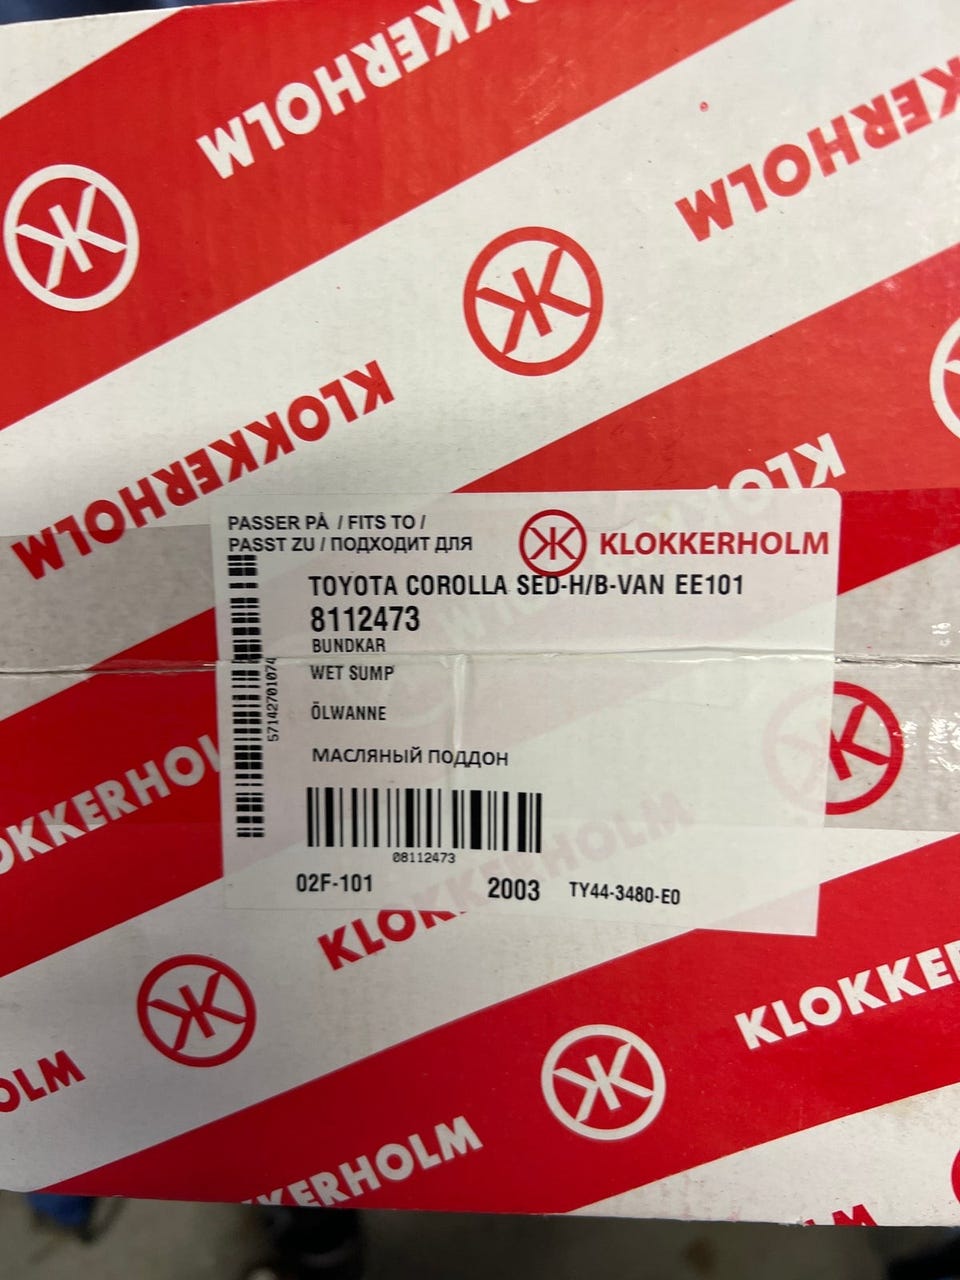 KLOKKERHOLM
KLOKKERHOLM
KLOKKERHOLM
PASSER PÅ / FITS TO /
PASST ZU / ПОДХОДИТ ДЛЯ
KLOKKERHOLM
TOYOTA COROLLA SED-H/B-VAN EE101
8112473
BUNDKAR
WET SUMP
ÖLWANNE
МАСЛЯНЫЙ ПОДДОН
08112473
02F-101 2003 TY44-3480-E0
KLOKKERHOLM
KLOKKERHOLM